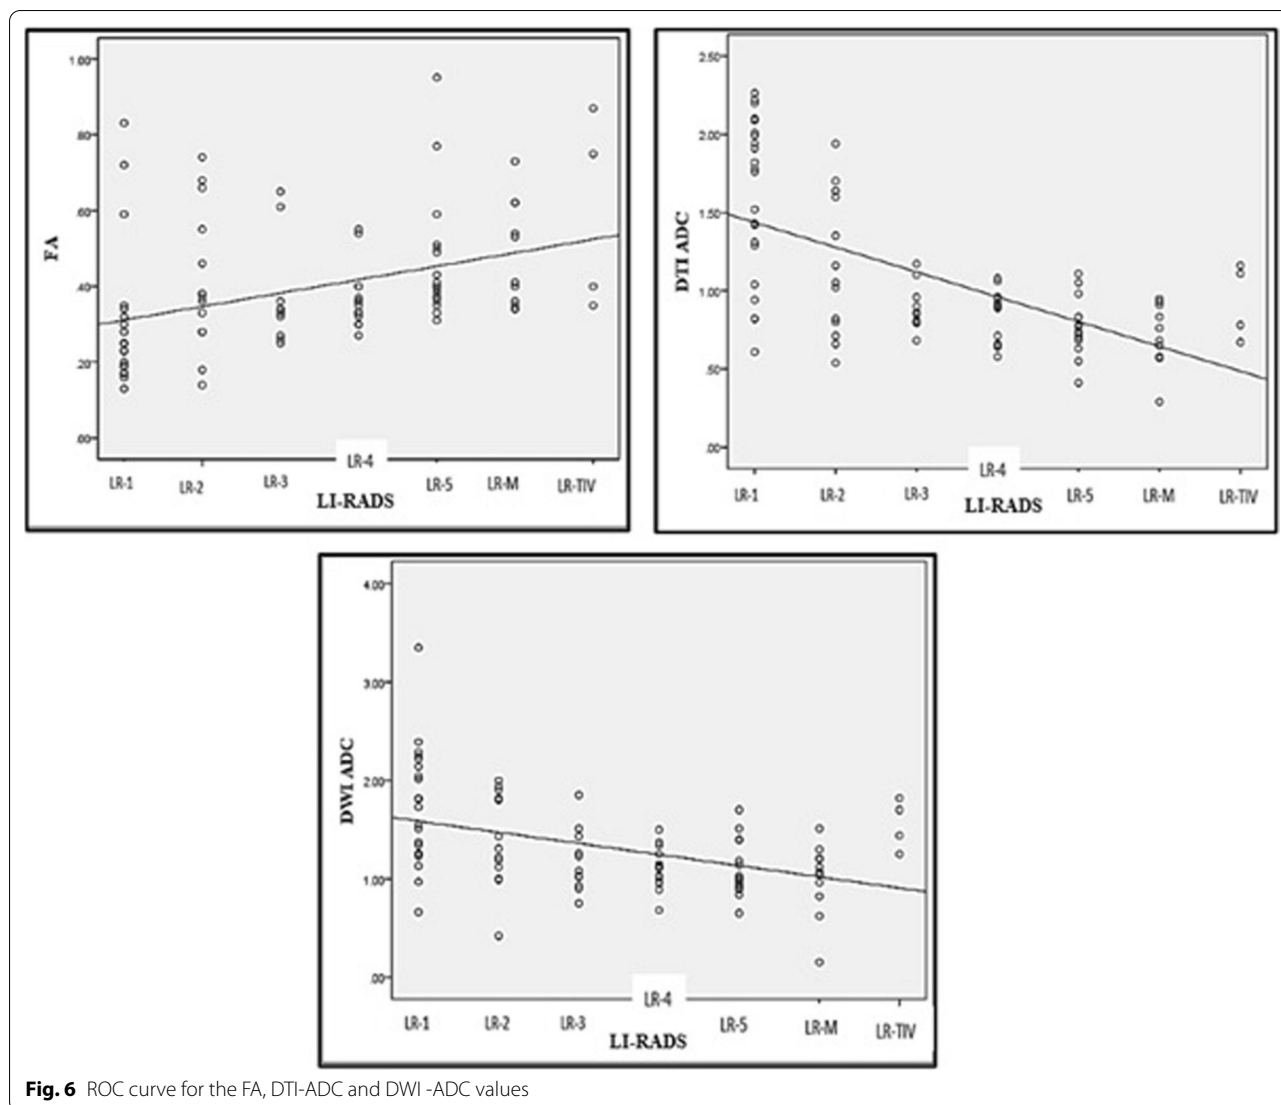 1.00
.80
.60
.40
.20
.00
FA
LR-1 LR-2 LR-3 LR-4 LR-5 LR-M LR-TIV
LI-RADS
2.50
2.00
1.50
1.00
.50
.00
DTI ADC
LR-1 LR-2 LR-3 LR-4 LR-5 LR-M LR-TIV
LI-RADS
4.00
3.00
2.00
1.00
.00
DWI ADC
LR-1 LR-2 LR-3 LR-4 LR-5 LR-M LR-TIV
LI-RADS
Fig. 6 ROC curve for the FA, DTI-ADC and DWI -ADC values